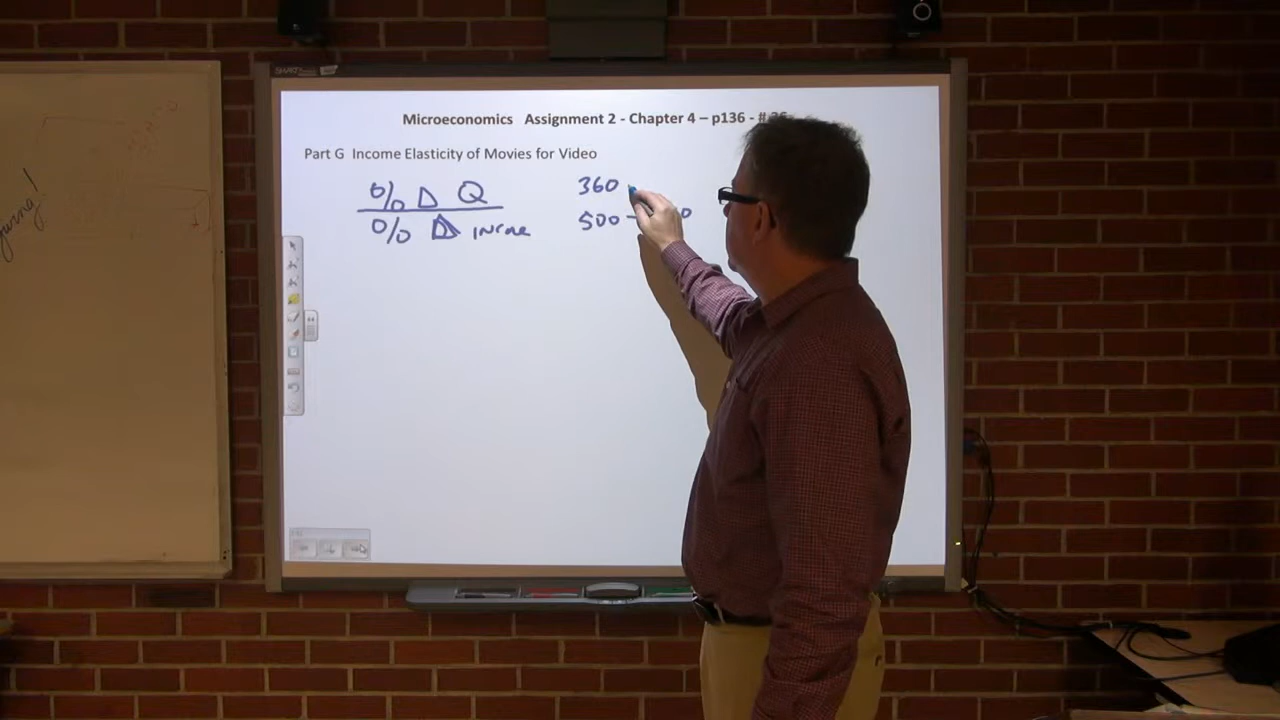 Microeconomics Assignment 2 - Chapter 4 – p136 - #
Part G Income Elasticity of Movies for Video
% Δ Q
% Δ income
360
500 -